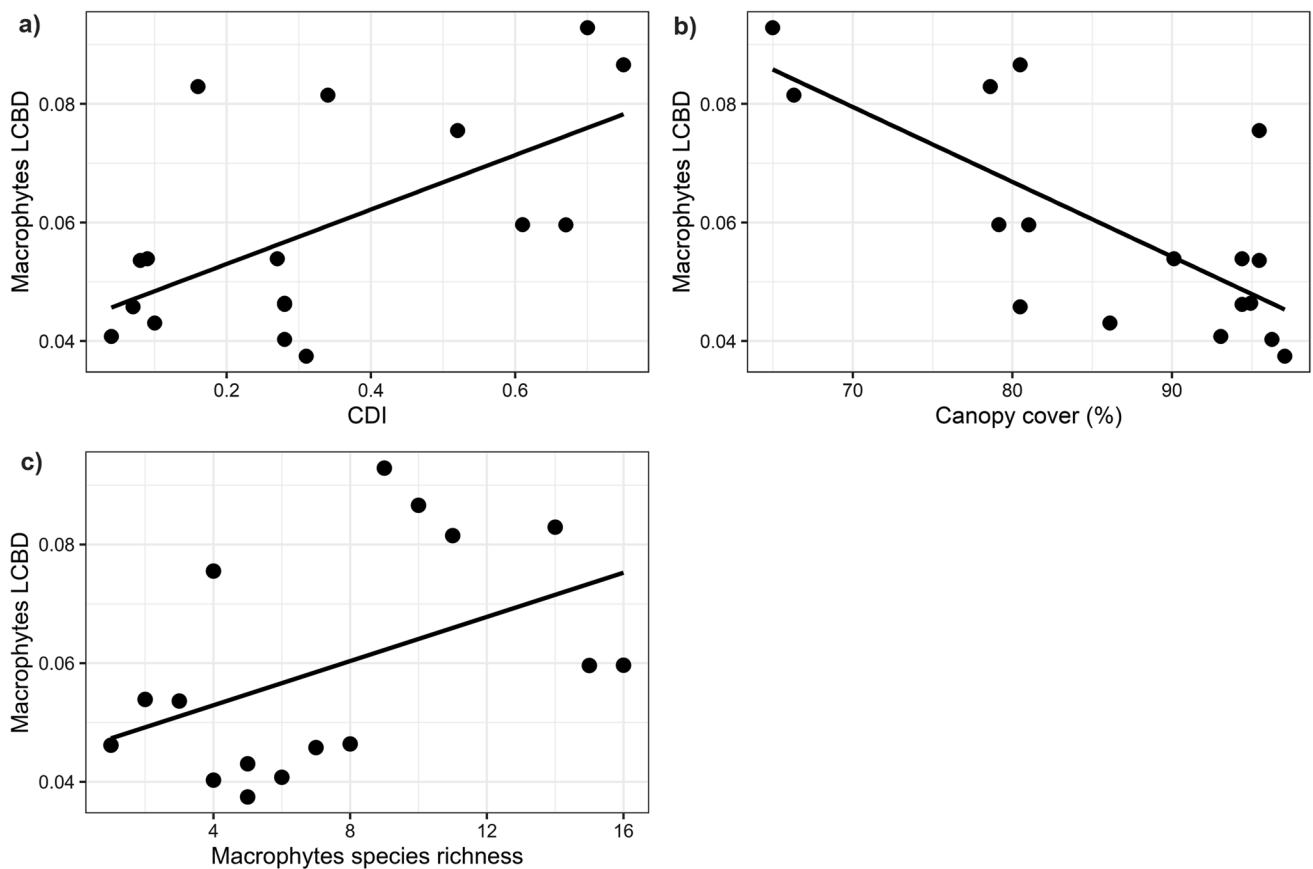 a)
Macrophytes LCBD
0.08
0.06
0.04
0.2 0.4 0.6
CDI
b)
Macrophytes LCBD
0.08
0.06
0.04
70 80 90
Canopy cover (%)
c)
Macrophytes LCBD
0.08
0.06
0.04
4 8 12 16
Macrophytes species richness